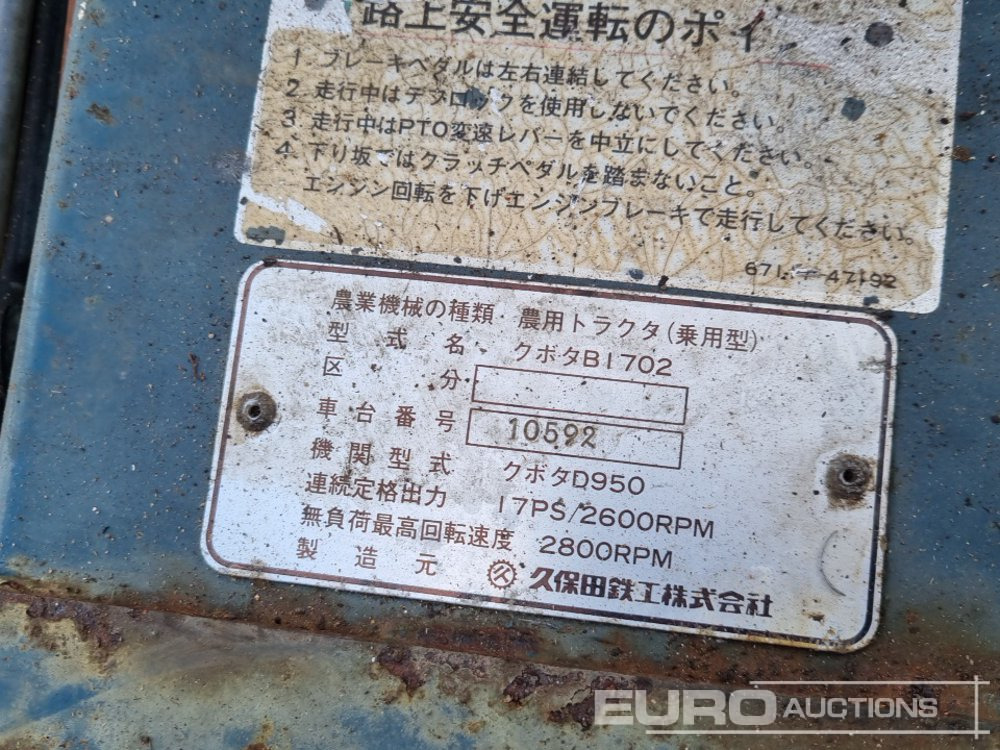 路上安全運転のポイ
1 ブレーキペダルは左右連結してください。
2 走行中はデフロックを使用しないでください。
3 走行中はPTO変速レバーを中立にしてください。
4 下り坂ではクラッチペダルを踏まないこと。
エンジン回転を下げエンジンブレーキで走行してください。
47192
農業機械の種類 農用トラクタ(乗用型)
型式名 クボタB1702
区分
車台番号 10592
機関型式 クボタD950
連続定格出力 17PS/2600RPM
無負荷最高回転速度 2800RPM
製造元 久保田鉄工株式会社
EURO AUCTIONS